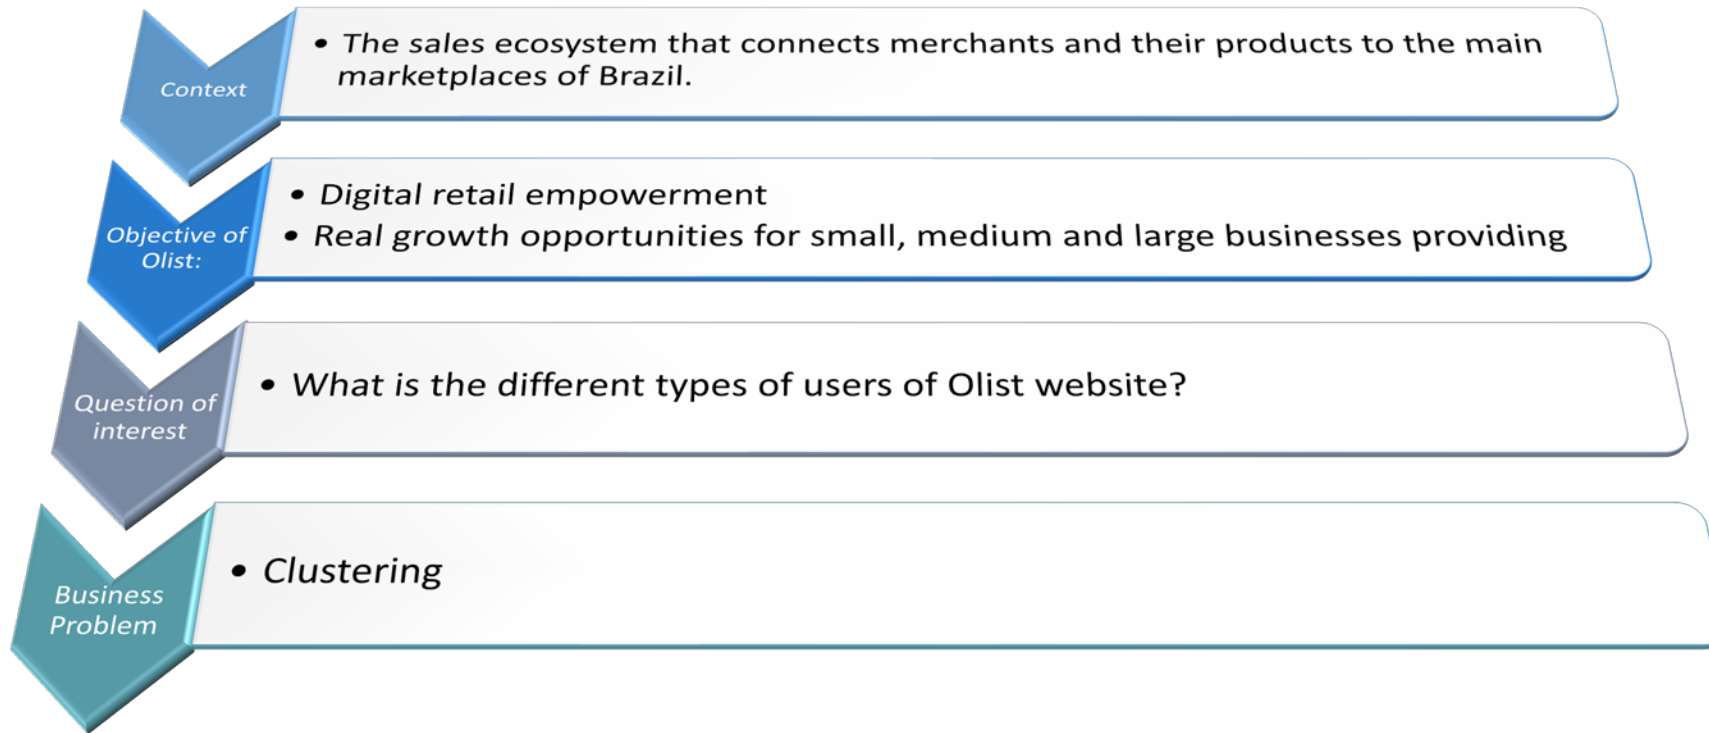 Context
• The sales ecosystem that connects merchants and their products to the main
marketplaces of Brazil.
Objective of
Olist:
• Digital retail empowerment
• Real growth opportunities for small, medium and large businesses providing
Question of
interest
• What is the different types of users of Olist website?
Business
Problem
• Clustering